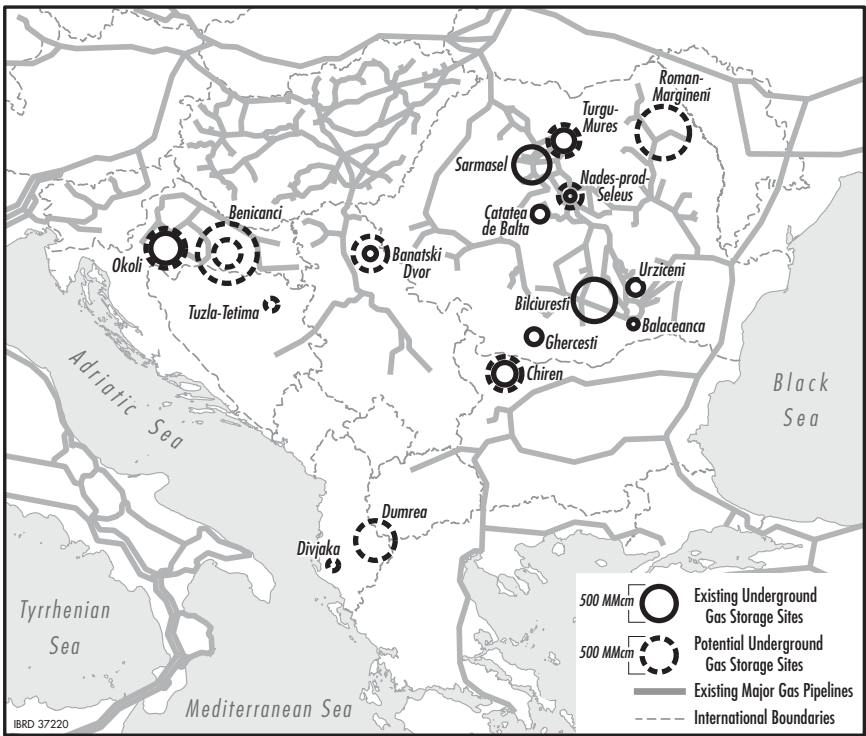 Roman-
Margineni
Turgu-
Mures
Sarmasel
Nades-prod-
Seleus
Catatea
de Balta
Benicanci
Okoli
Banatski
Dvor
Tuzla-Tetima
Urziceni
Bilciuresti
Balaceanca
Ghercesti
Chiren
Adriatic Sea
Black
Sea
Dumrea
Divjaka
Tyrrhenian
Sea
Mediterranean Sea
500 MMcm
Existing Underground
Gas Storage Sites
500 MMcm
Potential Underground
Gas Storage Sites
Existing Major Gas Pipelines
International Boundaries
IBRD 37220